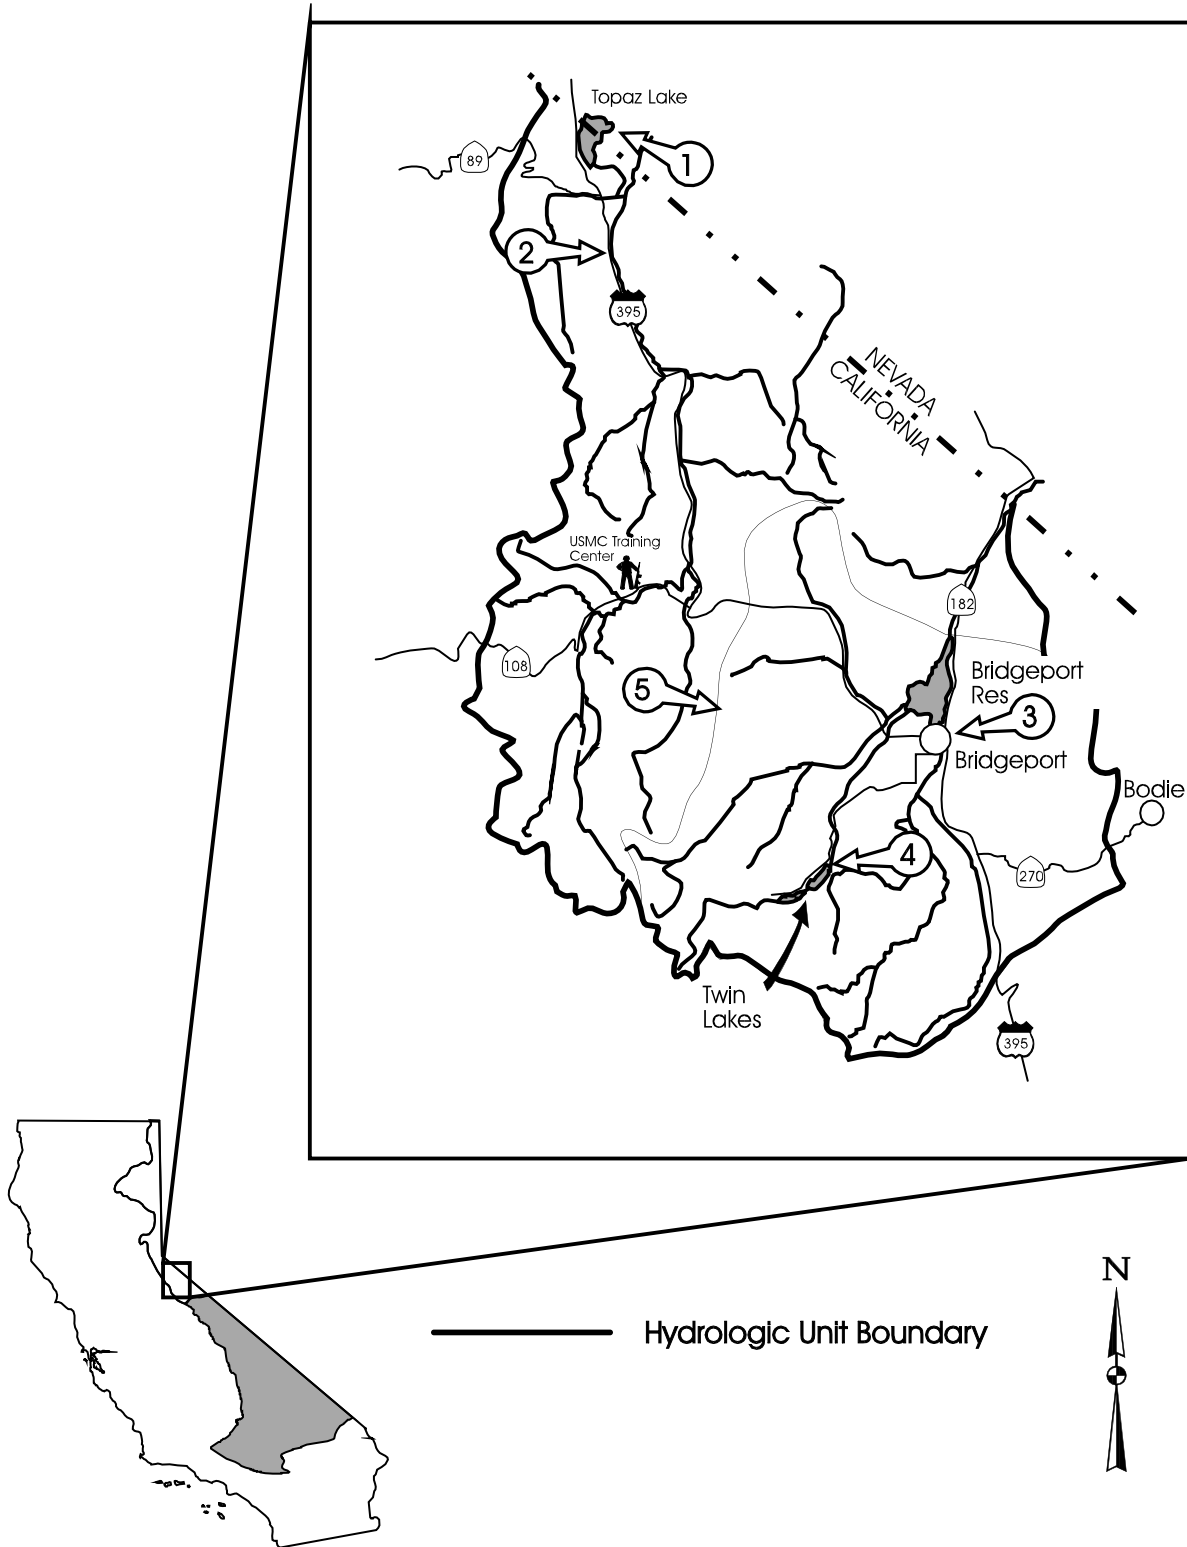 Topaz Lake
89
1
2
395
NEVADA
CALIFORNIA
USMC Training
Center
182
108
5
Bridgeport
Res
3
Bridgeport
Bodie
4
270
Twin
Lakes
395
N
Hydrologic Unit Boundary